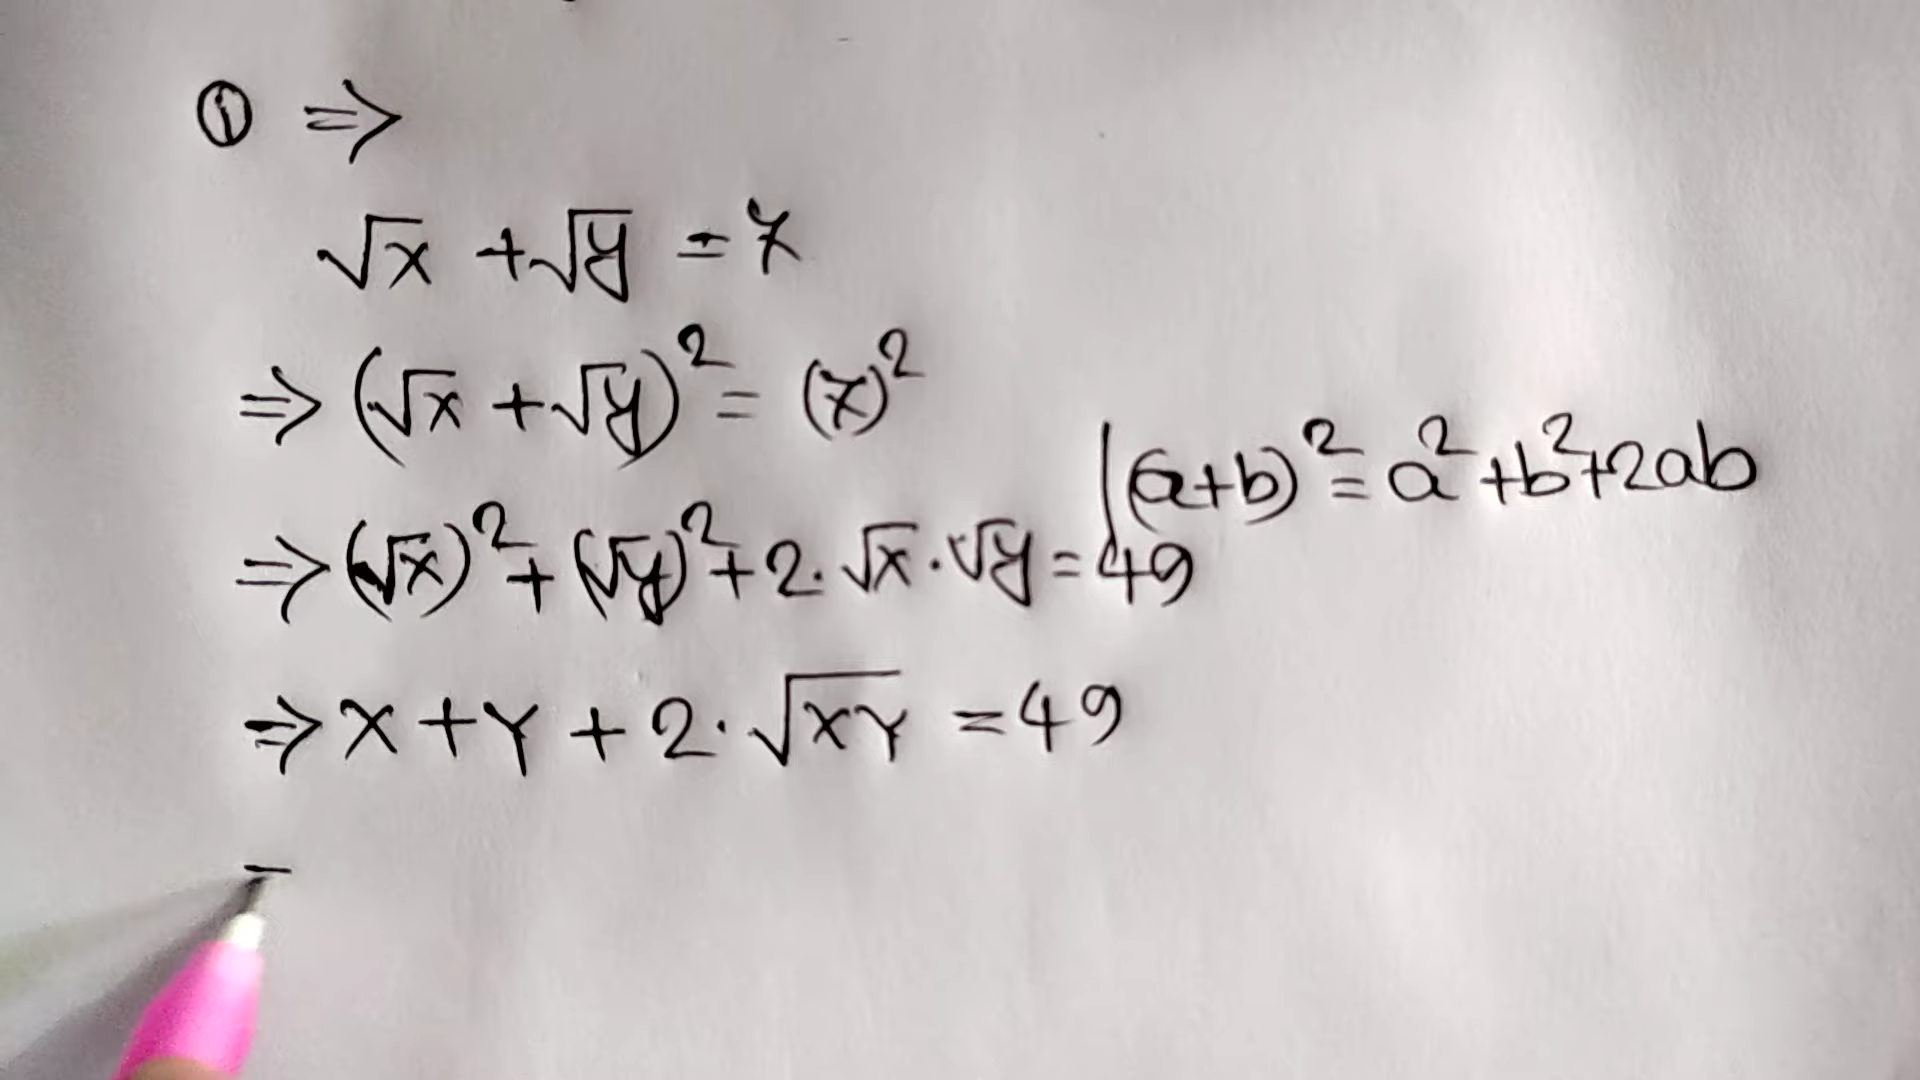 ① ⇒
√x + √y = 7
⇒ (√x + √y)² = (7)²
| (a+b)² = a² + b² + 2ab
⇒ (√x)² + (√y)² + 2. √x . √y = 49
⇒ x + y + 2. √xy = 49